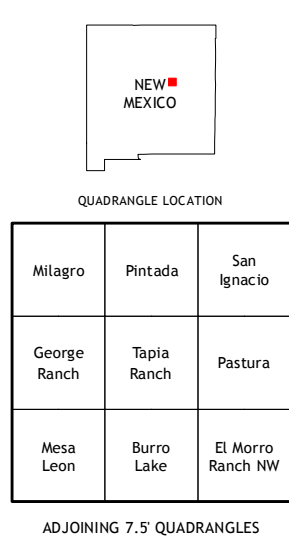 NEW
MEXICO
QUADRANGLE LOCATION
Milagro
Pintada
San
Ignacio
George
Ranch
Tapia
Ranch
Pastura
Mesa
Leon
Burro
Lake
El Morro
Ranch NW
ADJOINING 7.5' QUADRANGLES